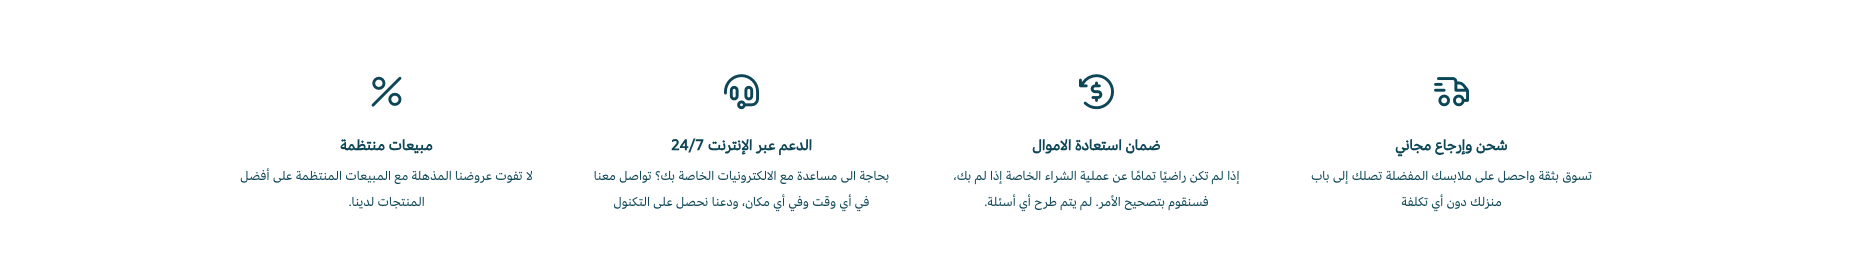 شحن وإرجاع مجاني
تسوق بثقة واحصل على ملابسك المفضلة تصلك إلى باب
منزلك دون أي تكلفة
ضمان استعادة الاموال
إذا لم تكن راضيًا تمامًا عن عملية الشراء الخاصة إذا لم بك،
فسنقوم بتصحيح الأمر. لم يتم طرح أي أسئلة.
الدعم عبر الإنترنت 24/7
بحاجة الى مساعدة مع الالكترونيات الخاصة بك؟ تواصل معنا
في أي وقت وفي أي مكان، ودعنا نحصل على التكنول
مبيعات منتظمة
لا تفوت عروضنا المذهلة مع المبيعات المنتظمة على أفضل
المنتجات لدينا.